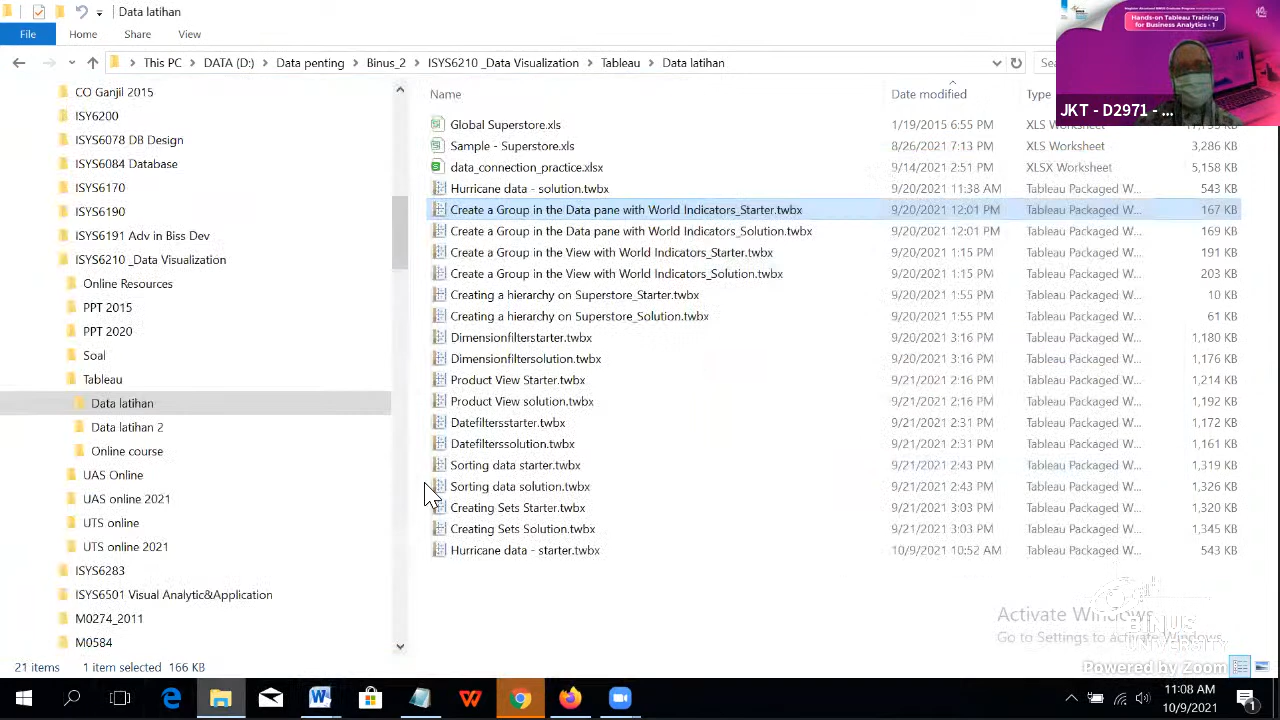 Data latihan
File Home Share View
This PC DATA (D:) Data penting Binus_2 ISYS6210 _Data Visualization Tableau Data latihan
Hands-on Tableau Training
for Business Analytics - 1
JKT - D2971 - ...
CO Ganjil 2015
ISY6200
ISYS6078 DB Design
ISYS6084 Database
ISYS6170
ISYS6190
ISYS6191 Adv in Biss Dev
ISYS6210 _Data Visualization
Online Resources
PPT 2015
PPT 2020
Soal
Tableau
Data latihan
Data latihan 2
Online course
UAS Online
UAS online 2021
UTS online
UTS online 2021
ISYS6283
ISYS6501 Visual Analytic&Application
M0274_2011
M0584
Name Date modified Type
Global Superstore.xls 1/19/2015 6:55 PM XLS Worksheet
Sample - Superstore.xls 8/26/2021 7:13 PM XLS Worksheet 3,286 KB
data_connection_practice.xlsx 9/14/2021 2:51 PM XLSX Worksheet 5,158 KB
Hurricane data - solution.twbx 9/20/2021 11:38 AM Tableau Packaged W... 543 KB
Create a Group in the Data pane with World Indicators_Starter.twbx 9/20/2021 12:01 PM Tableau Packaged W... 167 KB
Create a Group in the Data pane with World Indicators_Solution.twbx 9/20/2021 12:01 PM Tableau Packaged W... 169 KB
Create a Group in the View with World Indicators_Starter.twbx 9/20/2021 1:15 PM Tableau Packaged W... 191 KB
Create a Group in the View with World Indicators_Solution.twbx 9/20/2021 1:15 PM Tableau Packaged W... 203 KB
Creating a hierarchy on Superstore_Starter.twbx 9/20/2021 1:55 PM Tableau Packaged W... 10 KB
Creating a hierarchy on Superstore_Solution.twbx 9/20/2021 1:55 PM Tableau Packaged W... 61 KB
Dimensionfilterstarter.twbx 9/20/2021 3:16 PM Tableau Packaged W... 1,180 KB
Dimensionfiltersolution.twbx 9/20/2021 3:16 PM Tableau Packaged W... 1,176 KB
Product View Starter.twbx 9/21/2021 2:16 PM Tableau Packaged W... 1,214 KB
Product View solution.twbx 9/21/2021 2:16 PM Tableau Packaged W... 1,192 KB
Datefiltersstarter.twbx 9/21/2021 2:31 PM Tableau Packaged W... 1,172 KB
Datefilterssolution.twbx 9/21/2021 2:31 PM Tableau Packaged W... 1,161 KB
Sorting data starter.twbx 9/21/2021 2:43 PM Tableau Packaged W... 1,319 KB
Sorting data solution.twbx 9/21/2021 2:43 PM Tableau Packaged W... 1,326 KB
Creating Sets Starter.twbx 9/21/2021 3:03 PM Tableau Packaged W... 1,320 KB
Creating Sets Solution.twbx 9/21/2021 3:03 PM Tableau Packaged W... 1,345 KB
Hurricane data - starter.twbx 10/9/2021 10:52 AM Tableau Packaged W... 543 KB
Activate Windows
Go to Settings to activate Windows.
BINUS
UNIVERSITY
Powered by Zoom
21 items 1 item selected 166 KB
11:08 AM
10/9/2021
1